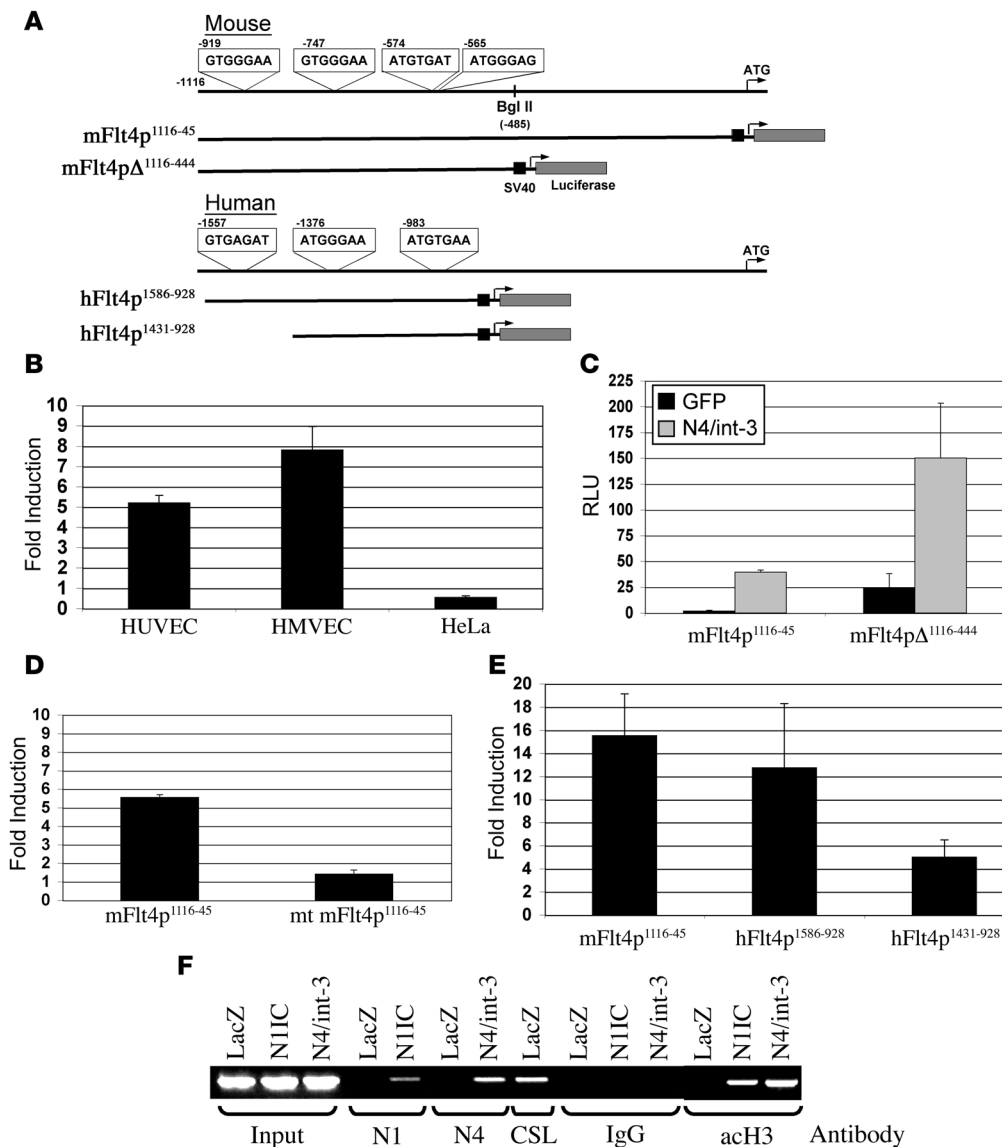 A
Mouse
-919 -747 -574 -565
GTGGGAA GTGGGAA ATGTGAT ATGGGAG
-1116 ATG
Bgl II
(-485)
mFlt4p1116-45
mFlt4pΔ1116-444
SV40 Luciferase
Human
-1557 -1376 -983
GTGAGAT ATGGGAA ATGTGAA
ATG
hFlt4p1586-928
hFlt4p1431-928
B
10
9
8
7
6
5
4
3
2
1
0
Fold Induction
HUVEC HMVEC HeLa
C
225
200
175
150
125
100
75
50
25
0
RLU
GFP
N4/int-3
mFlt4p1116-45 mFlt4pΔ1116-444
D
10
9
8
7
6
5
4
3
2
1
0
Fold Induction
mFlt4p1116-45 mt mFlt4p1116-45
E
20
18
16
14
12
10
8
6
4
2
0
Fold Induction
mFlt4p1116-45 hFlt4p1586-928 hFlt4p1431-928
F
LacZ N1IC N4/int-3 LacZ N1IC LacZ N4/int-3 LacZ LacZ N1IC N4/int-3 LacZ N1IC N4/int-3
Input N1 N4 CSL IgG acH3 Antibody